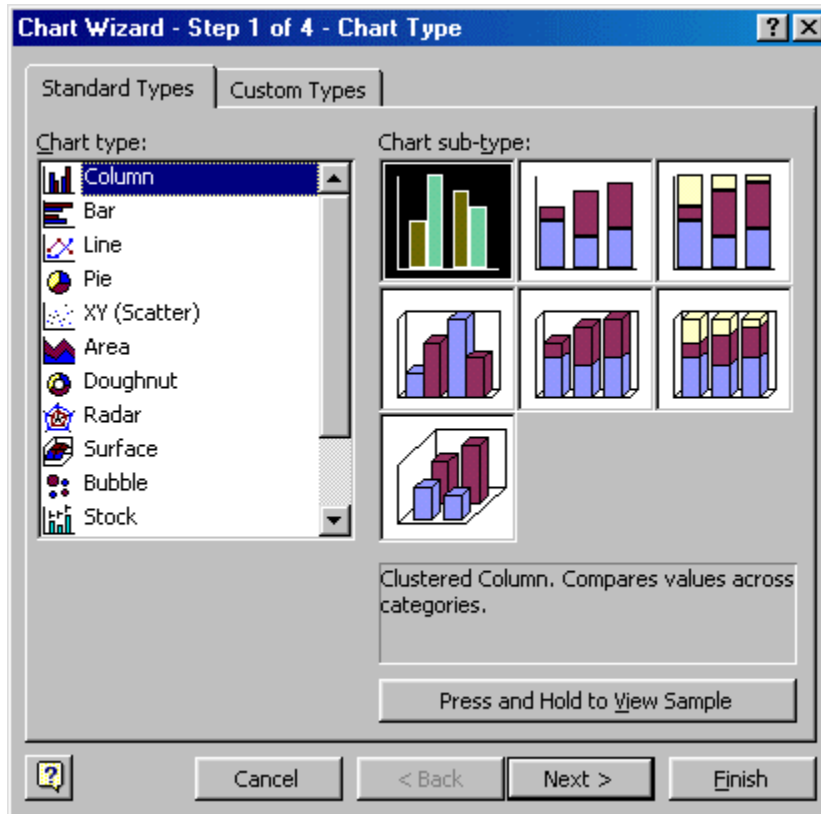 Chart Wizard - Step 1 of 4 - Chart Type
Standard Types
Custom Types
Chart type:
Column
Bar
Line
Pie
XY (Scatter)
Area
Doughnut
Radar
Surface
Bubble
Stock
Chart sub-type:
Clustered Column. Compares values across
categories.
Press and Hold to View Sample
Cancel
< Back
Next >
Finish